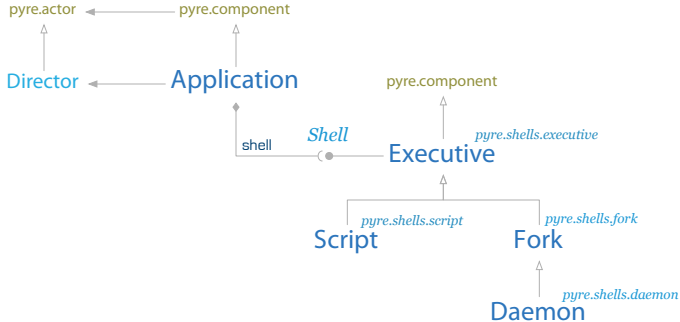 pyre.actor
pyre.component
Director
Application
pyre.component
Shell
pyre.shells.executive
shell
Executive
pyre.shells.script
pyre.shells.fork
Script
Fork
pyre.shells.daemon
Daemon